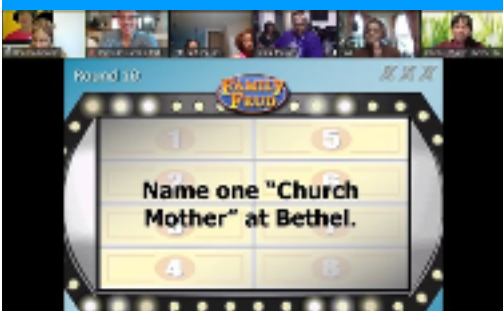 Round 10
X X X
FAMILY
FEUD
1
5
Name one "Church
Mother" at Bethel.
4
8